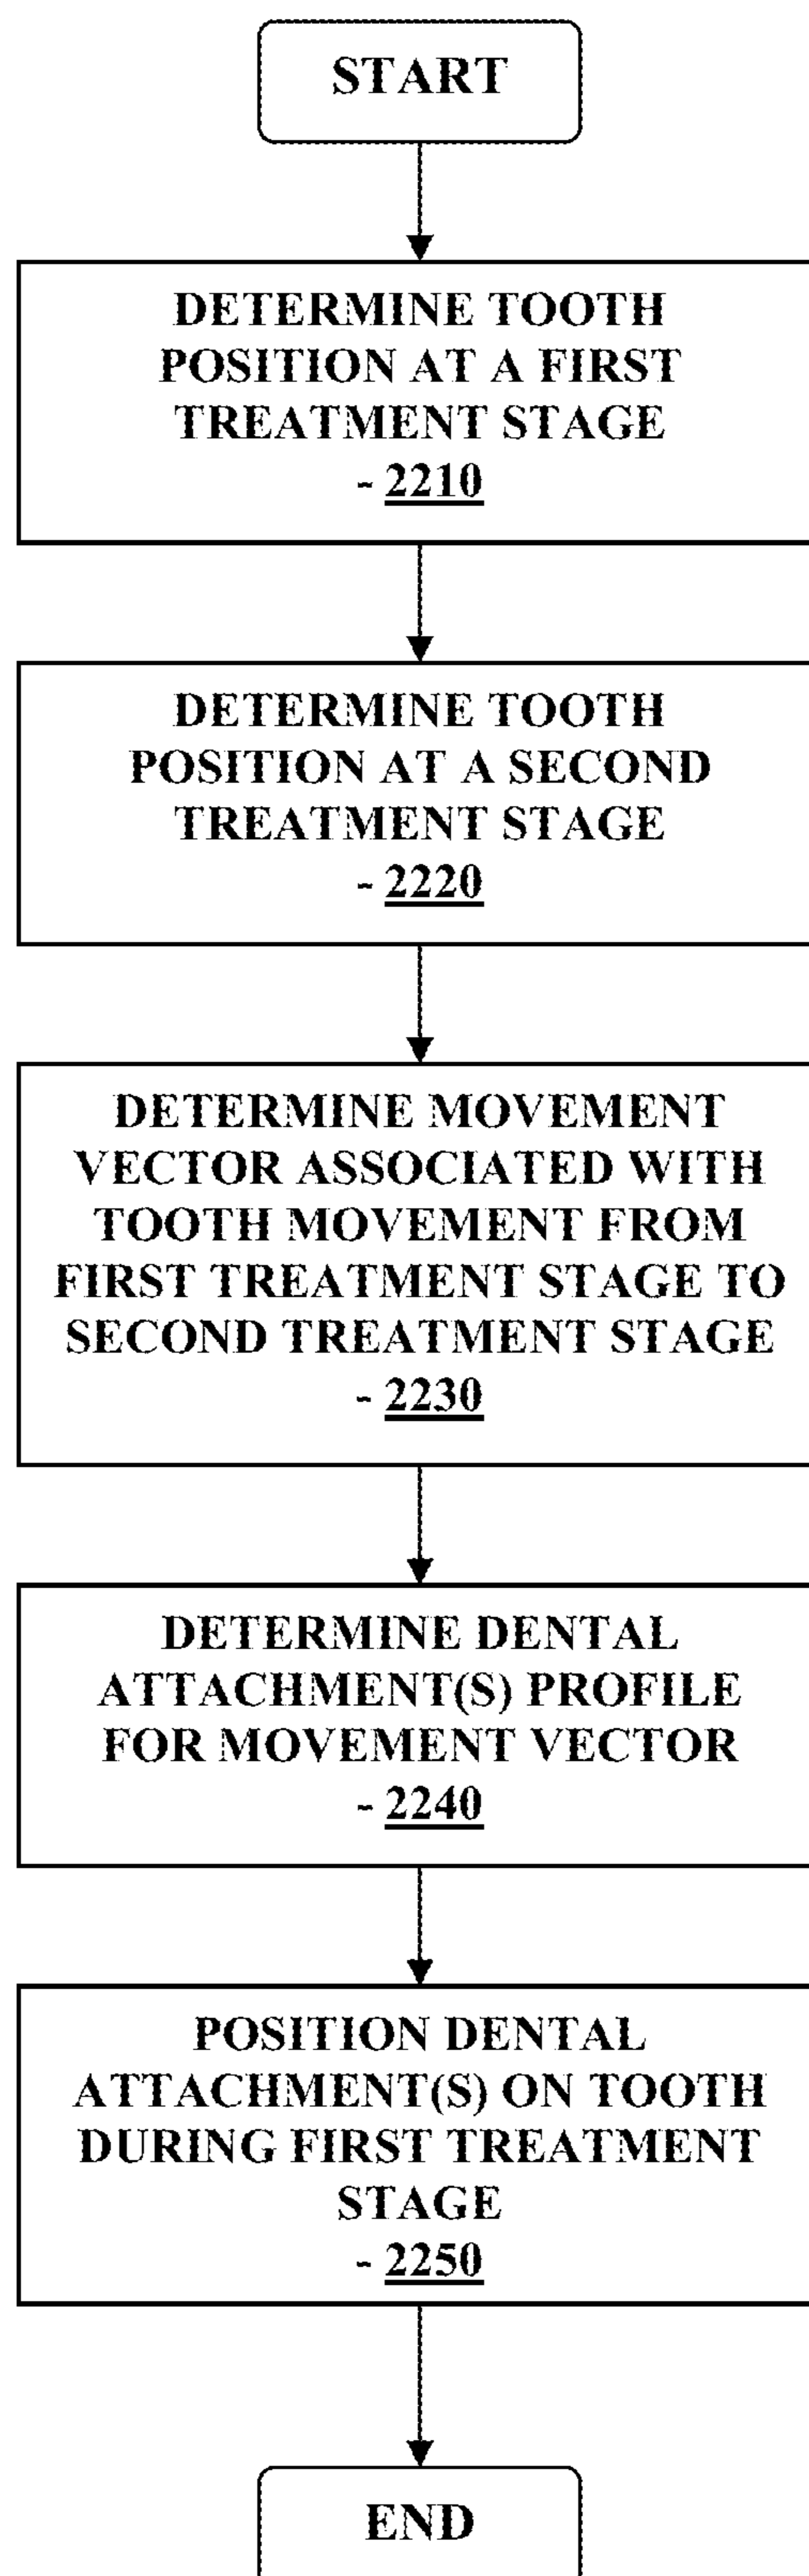 START
DETERMINE TOOTH
POSITION AT A FIRST
TREATMENT STAGE
- 2210
DETERMINE TOOTH
POSITION AT A SECOND
TREATMENT STAGE
- 2220
DETERMINE MOVEMENT
VECTOR ASSOCIATED WITH
TOOTH MOVEMENT FROM
FIRST TREATMENT STAGE TO
SECOND TREATMENT STAGE
- 2230
DETERMINE DENTAL
ATTACHMENT(S) PROFILE
FOR MOVEMENT VECTOR
- 2240
POSITION DENTAL
ATTACHMENT(S) ON TOOTH
DURING FIRST TREATMENT
STAGE
- 2250
END